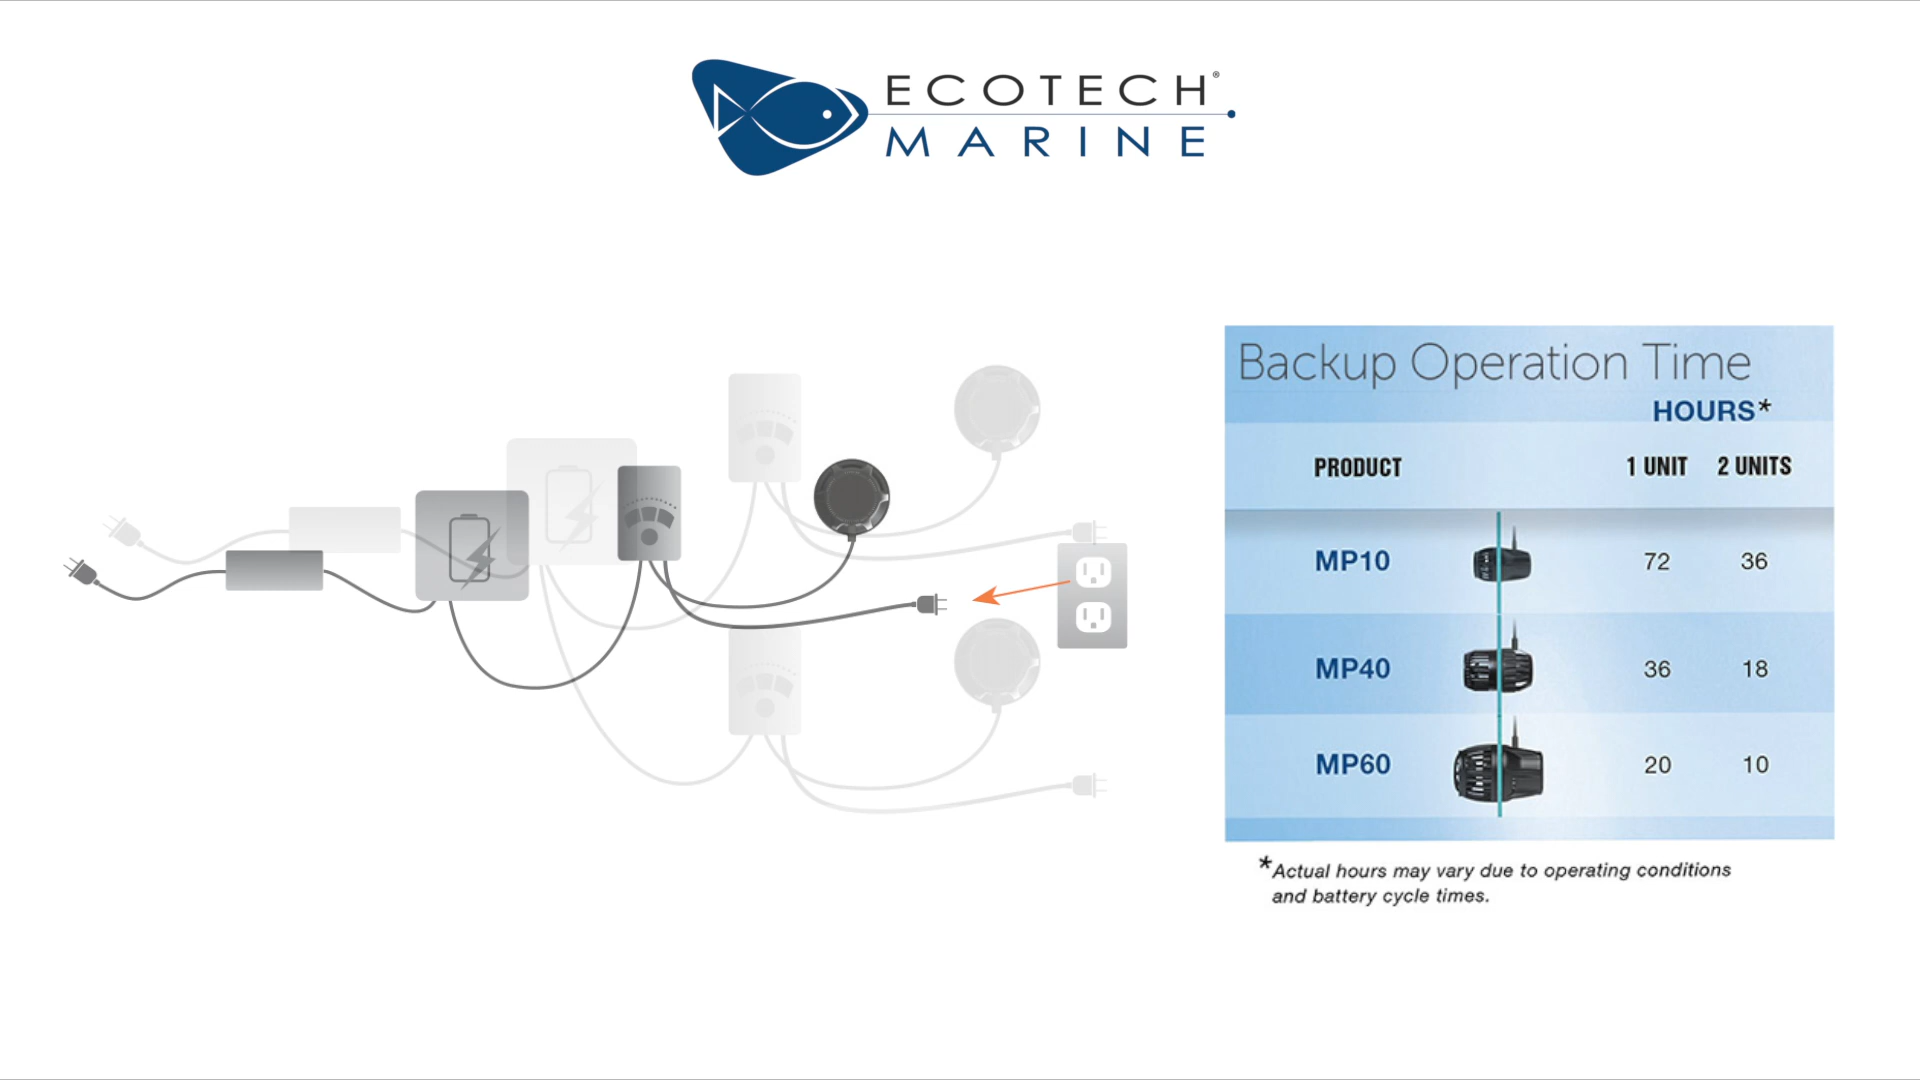 ECOTECH®
MARINE
Backup Operation Time
HOURS*
PRODUCT 1 UNIT 2 UNITS
MP10 72 36
MP40 36 18
MP60 20 10
*Actual hours may vary due to operating conditions
and battery cycle times.